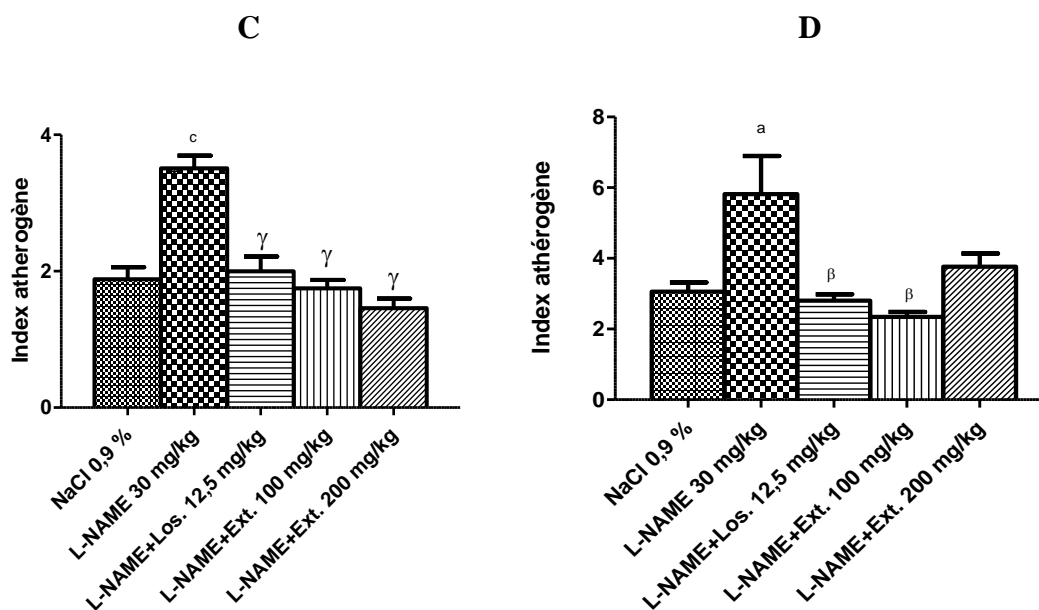 C
D
Index atherogène
4
2
0
c
γ
γ
γ
NaCl 0,9 %
L-NAME 30 mg/kg
L-NAME+Los. 12,5 mg/kg
L-NAME+Ext. 100 mg/kg
L-NAME+Ext. 200 mg/kg
Index athérogène
8
6
4
2
0
a
β
β
NaCl 0,9 %
L-NAME 30 mg/kg
L-NAME+Los. 12,5 mg/kg
L-NAME+Ext. 100 mg/kg
L-NAME+Ext. 200 mg/kg